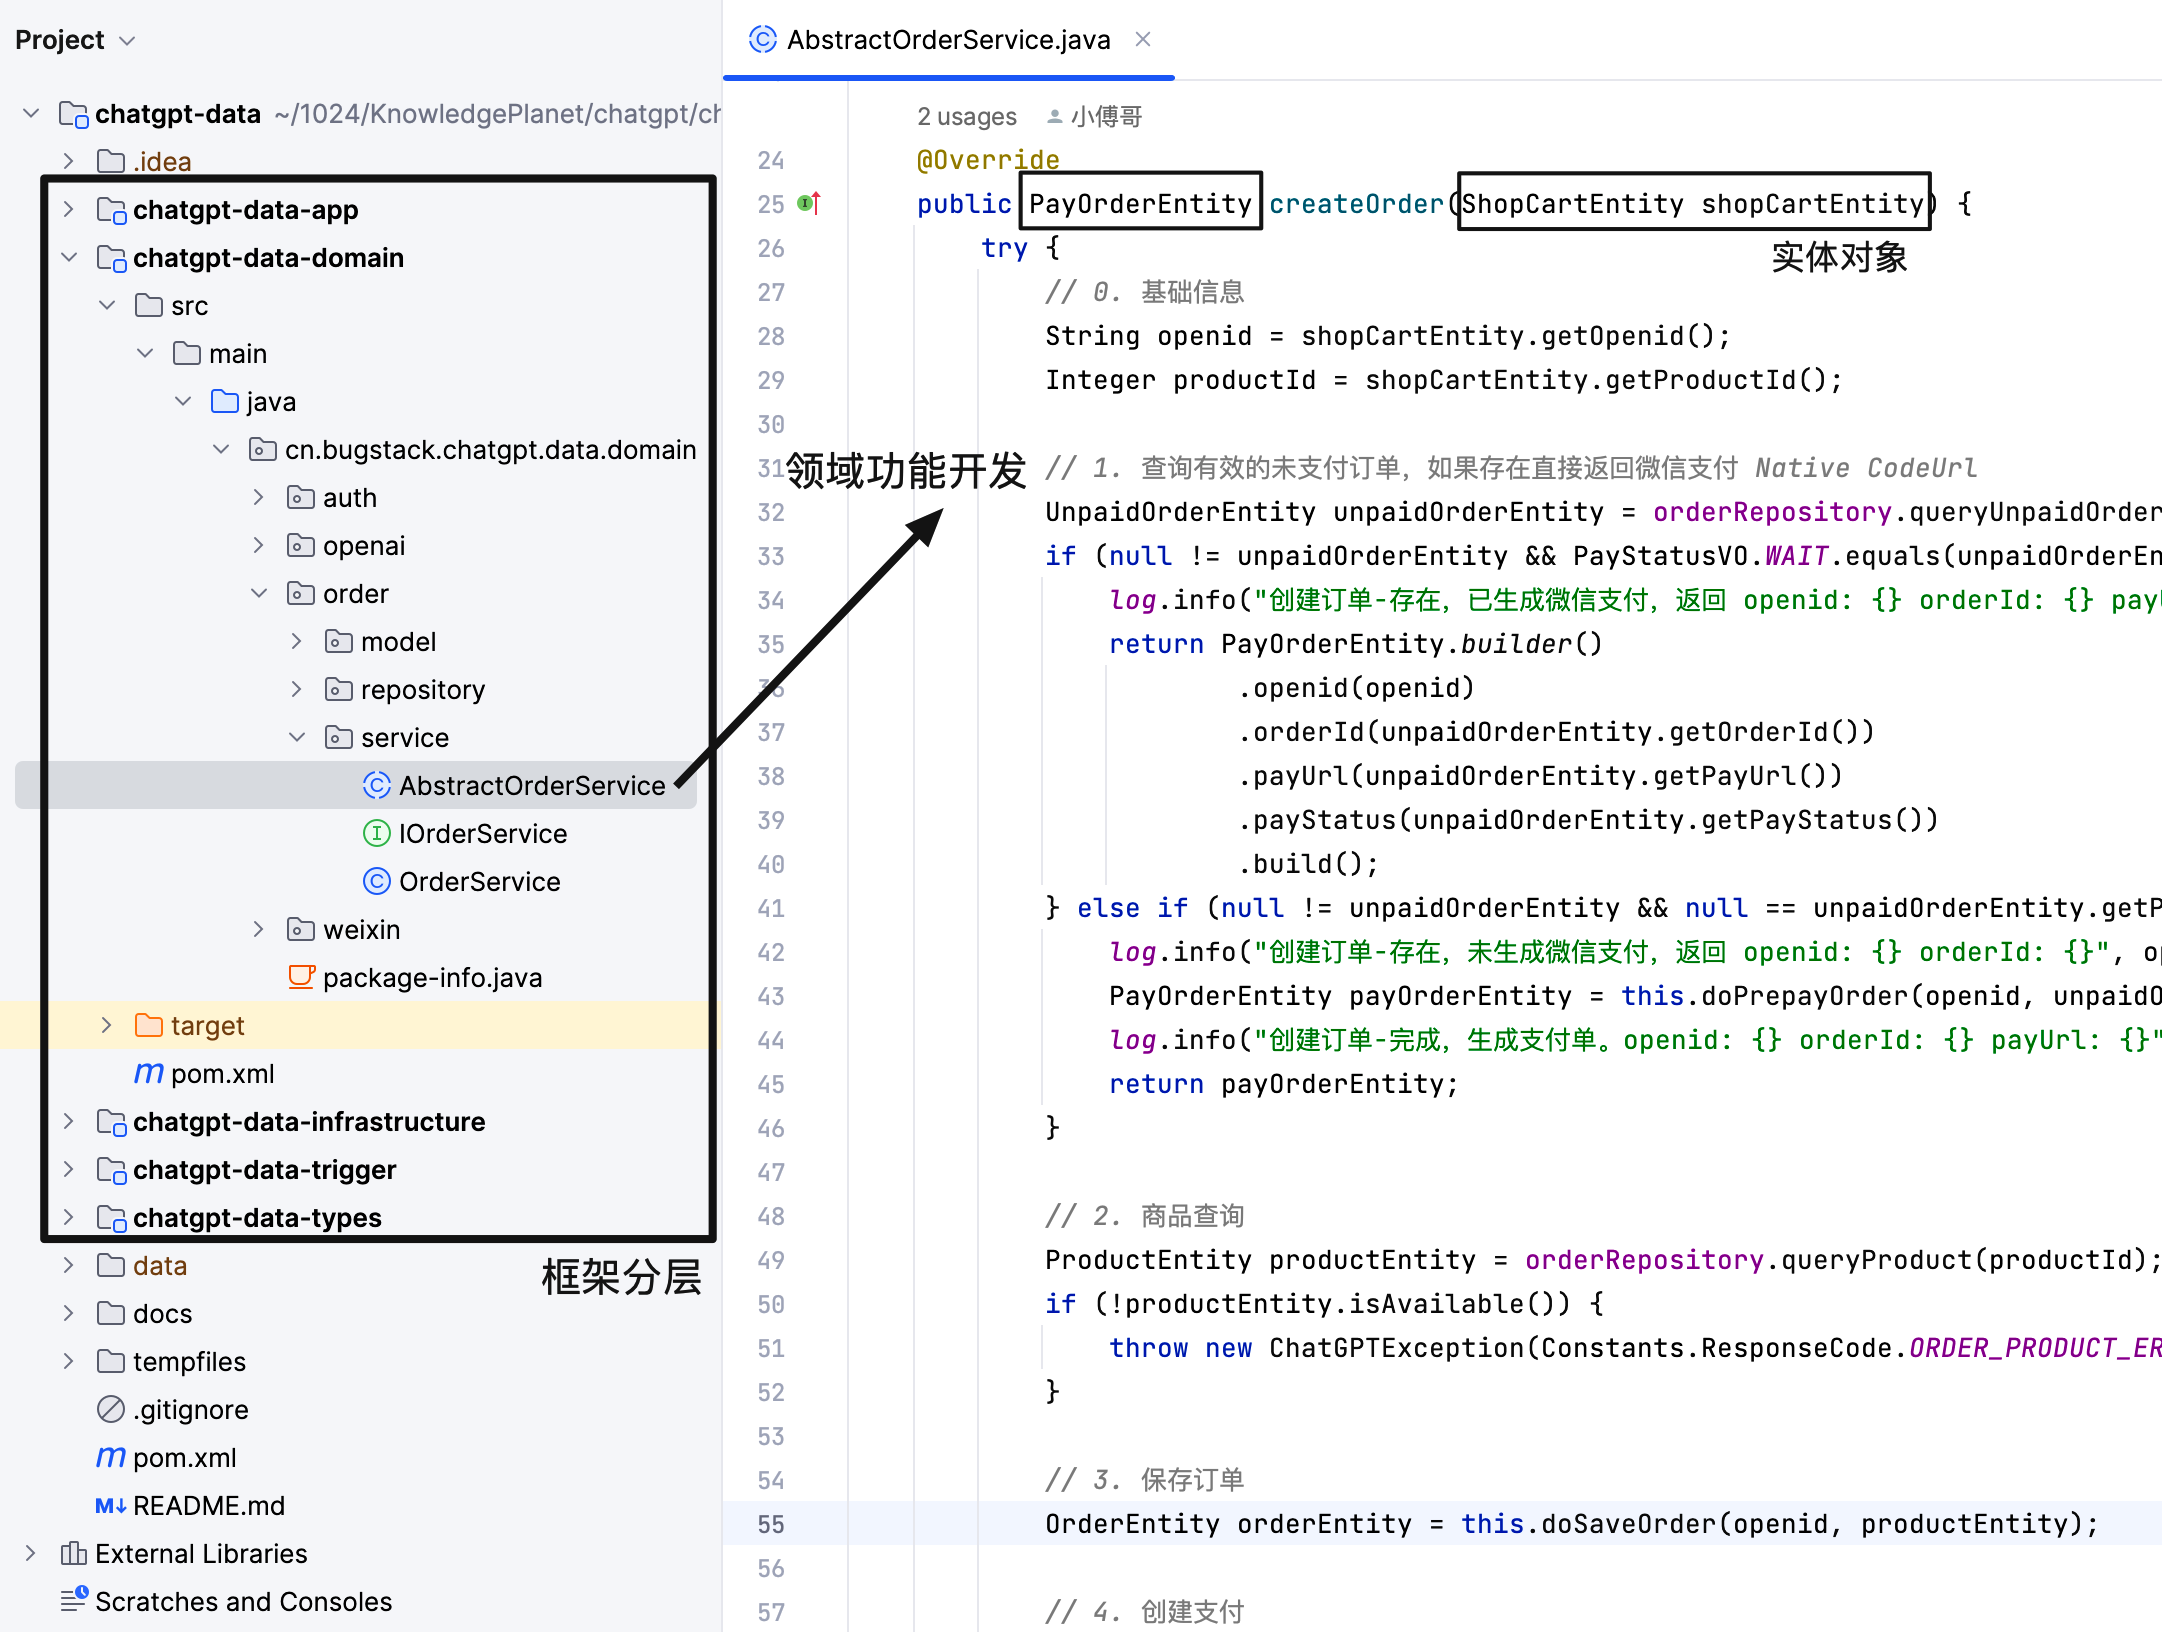 Project
chatgpt-data ~/1024/KnowledgePlanet/chatgpt/ch
.idea
chatgpt-data-app
chatgpt-data-domain
src
main
java
cn.bugstack.chatgpt.data.domain
auth
openai
order
model
repository
service
AbstractOrderService
IOrderService
OrderService
weixin
package-info.java
target
pom.xml
chatgpt-data-infrastructure
chatgpt-data-trigger
chatgpt-data-types
框架分层
data
docs
tempfiles
.gitignore
pom.xml
README.md
External Libraries
Scratches and Consoles
AbstractOrderService.java
2 usages 小傅哥
24 @Override
25 public PayOrderEntity createOrder(ShopCartEntity shopCartEntity) {
实体对象
26 try {
27 // 0. 基础信息
28 String openid = shopCartEntity.getOpenid();
29 Integer productId = shopCartEntity.getProductId();
30
领域功能开发
31 // 1. 查询有效的未支付订单，如果存在直接返回微信支付 Native CodeUrl
32 UnpaidOrderEntity unpaidOrderEntity = orderRepository.queryUnpaidOrder
33 if (null != unpaidOrderEntity && PayStatusVO.WAIT.equals(unpaidOrderEn
34 log.info("创建订单-存在，已生成微信支付，返回 openid: {} orderId: {} payU
35 return PayOrderEntity.builder()
36 .openid(openid)
37 .orderId(unpaidOrderEntity.getOrderId())
38 .payUrl(unpaidOrderEntity.getPayUrl())
39 .payStatus(unpaidOrderEntity.getPayStatus())
40 .build();
41 } else if (null != unpaidOrderEntity && null == unpaidOrderEntity.getP
42 log.info("创建订单-存在，未生成微信支付，返回 openid: {} orderId: {}", op
43 PayOrderEntity payOrderEntity = this.doPrepayOrder(openid, unpaidO
44 log.info("创建订单-完成，生成支付单。openid: {} orderId: {} payUrl: {}"
45 return payOrderEntity;
46 }
47
48 // 2. 商品查询
49 ProductEntity productEntity = orderRepository.queryProduct(productId);
50 if (!productEntity.isAvailable()) {
51 throw new ChatGPTException(Constants.ResponseCode.ORDER_PRODUCT_ER
52 }
53
54 // 3. 保存订单
55 OrderEntity orderEntity = this.doSaveOrder(openid, productEntity);
56
57 // 4. 创建支付